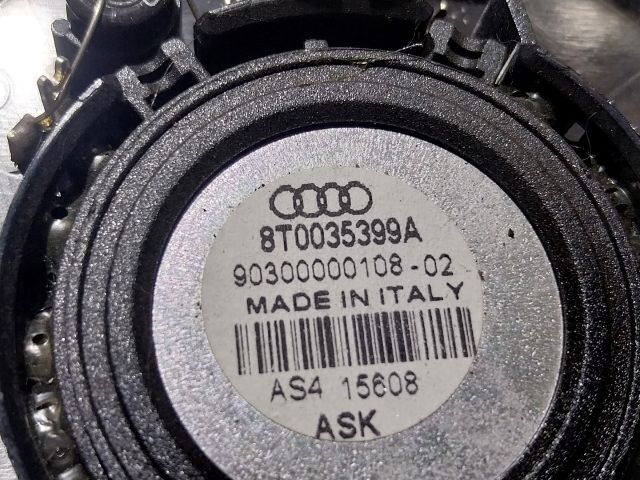 8T0035399A
90300000108-02
MADE IN ITALY
AS4 15608
ASK